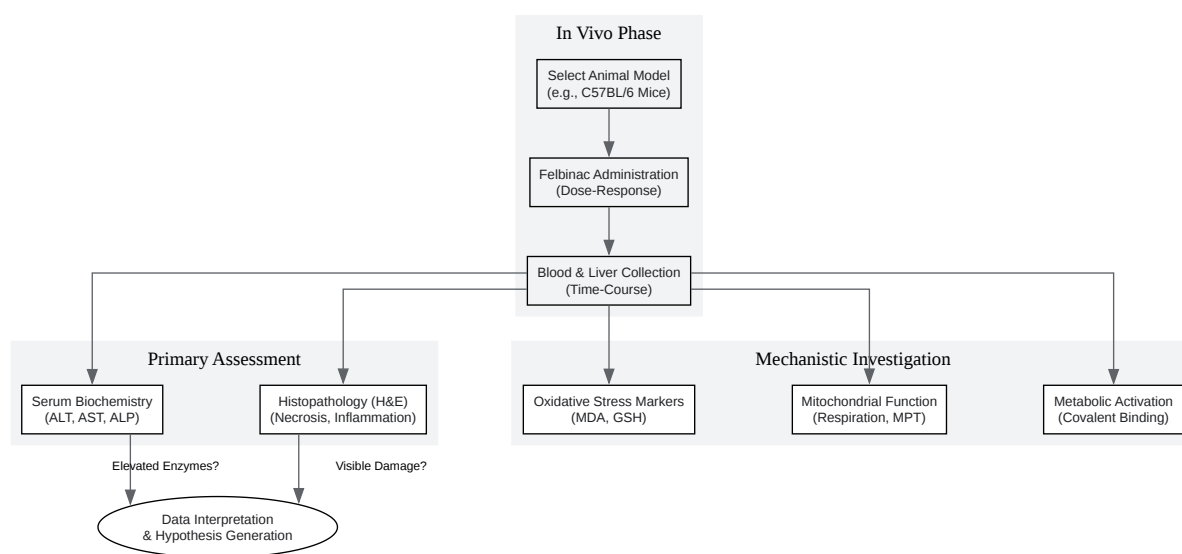 In Vivo Phase
Select Animal Model
(e.g., C57BL/6 Mice)
Felbinac Administration
(Dose-Response)
Blood & Liver Collection
(Time-Course)
Primary Assessment
Serum Biochemistry
(ALT, AST, ALP)
Histopathology (H&E)
(Necrosis, Inflammation)
Mechanistic Investigation
Oxidative Stress Markers
(MDA, GSH)
Mitochondrial Function
(Respiration, MPT)
Metabolic Activation
(Covalent Binding)
Elevated Enzymes?
Visible Damage?
Data Interpretation
& Hypothesis Generation